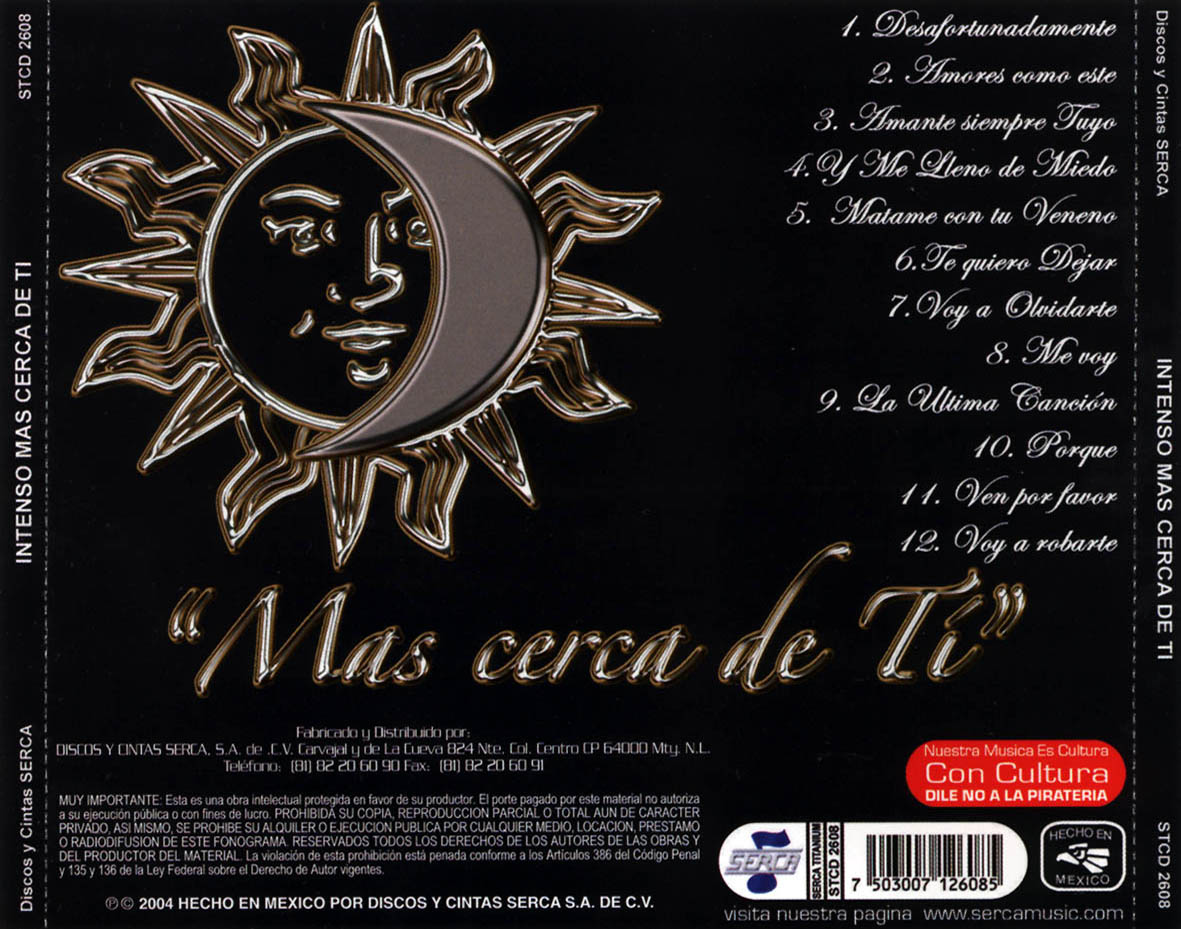 STCD 2608
INTENSO MAS CERCA DE TI
Discos y Cintas SERCA
1. Desafortunadamente
2. Amores como este
3. Amante siempre Tuyo
4. Y Me Lleno de Miedo
5. Matame con tu Veneno
6. Te quiero Dejar
7. Voy a Olvidarte
8. Me voy
9. La Ultima Canción
10. Porque
11. Ven por favor
12. Voy a robarte
"Mas cerca de Tí"
Fabricado y Distribuido por:
DISCOS Y CINTAS SERCA, S.A. de .C.V. Carvajal y de La Cueva 824 Nte. Col. Centro CP 64000 Mty. N.L.
Teléfono: (81) 82 20 60 90 Fax: (81) 82 20 60 91
MUY IMPORTANTE: Esta es una obra intelectual protegida en favor de su productor. El porte pagado por este material no autoriza
a su ejecución pública o con fines de lucro. PROHIBIDA SU COPIA, REPRODUCCION PARCIAL O TOTAL AUN DE CARACTER
PRIVADO, ASI MISMO, SE PROHIBE SU ALQUILER O EJECUCION PUBLICA POR CUALQUIER MEDIO, LOCACION, PRESTAMO
O RADIODIFUSION DE ESTE FONOGRAMA. RESERVADOS TODOS LOS DERECHOS DE LOS AUTORES DE LAS OBRAS Y
DEL PRODUCTOR DEL MATERIAL. La violación de esta prohibición está penada conforme a los Artículos 386 del Código Penal
y 135 y 136 de la Ley Federal sobre el Derecho de Autor vigentes.
℗© 2004 HECHO EN MEXICO POR DISCOS Y CINTAS SERCA S.A. DE C.V.
Nuestra Musica Es Cultura
Con Cultura
DILE NO A LA PIRATERIA
SERCA
SERCA TITANIUM
STCD 2608
7 503007 126085
HECHO EN
MEXICO
visita nuestra pagina www.sercamusic.com
Discos y Cintas SERCA
INTENSO MAS CERCA DE TI
STCD 2608